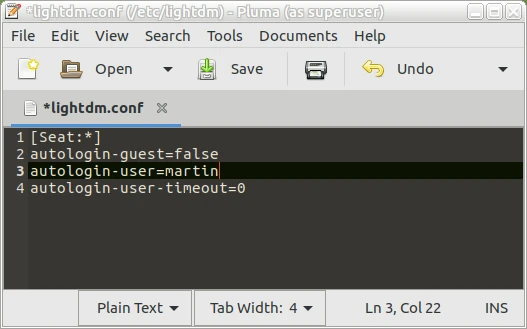 *lightdm.conf (/etc/lightdm) - Pluma (as superuser)
File Edit View Search Tools Documents Help
Open Save Undo
*lightdm.conf
1 [Seat:*]
2 autologin-guest=false
3 autologin-user=martin
4 autologin-user-timeout=0
Plain Text Tab Width: 4 Ln 3, Col 22 INS